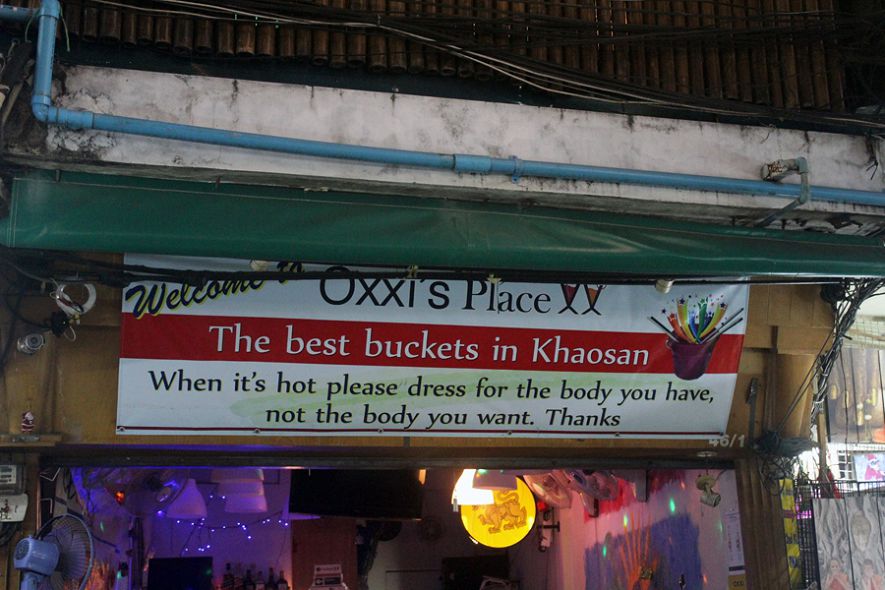 Welcome to Oxxi's Place
The best buckets in Khaosan
When it's hot please dress for the body you have,
not the body you want. Thanks
46/1